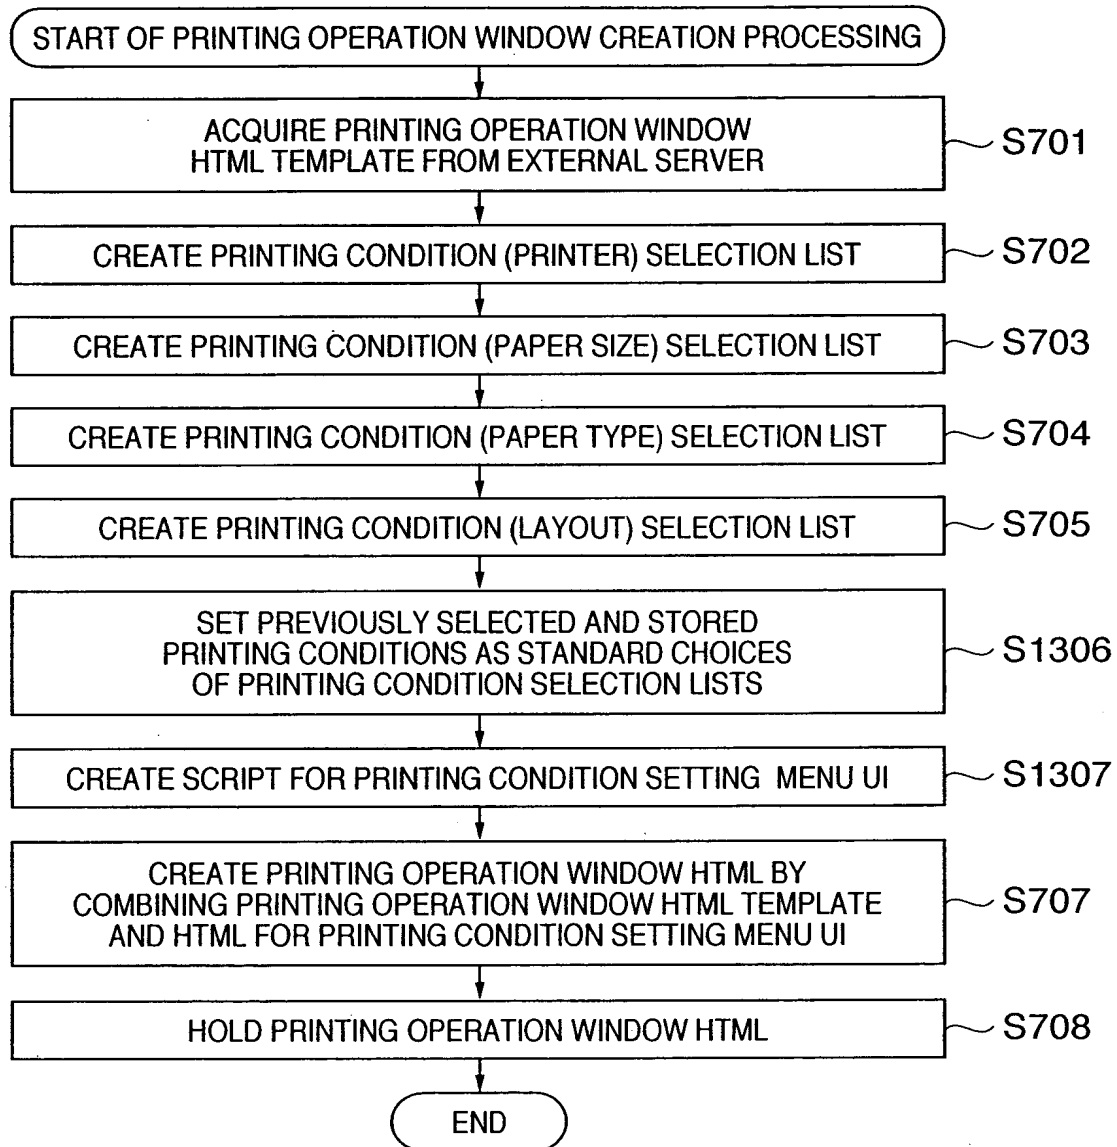 START OF PRINTING OPERATION WINDOW CREATION PROCESSING
ACQUIRE PRINTING OPERATION WINDOW
HTML TEMPLATE FROM EXTERNAL SERVER
S701
CREATE PRINTING CONDITION (PRINTER) SELECTION LIST
S702
CREATE PRINTING CONDITION (PAPER SIZE) SELECTION LIST
S703
CREATE PRINTING CONDITION (PAPER TYPE) SELECTION LIST
S704
CREATE PRINTING CONDITION (LAYOUT) SELECTION LIST
S705
SET PREVIOUSLY SELECTED AND STORED
PRINTING CONDITIONS AS STANDARD CHOICES
OF PRINTING CONDITION SELECTION LISTS
S1306
CREATE SCRIPT FOR PRINTING CONDITION SETTING MENU UI
S1307
CREATE PRINTING OPERATION WINDOW HTML BY
COMBINING PRINTING OPERATION WINDOW HTML TEMPLATE
AND HTML FOR PRINTING CONDITION SETTING MENU UI
S707
HOLD PRINTING OPERATION WINDOW HTML
S708
END